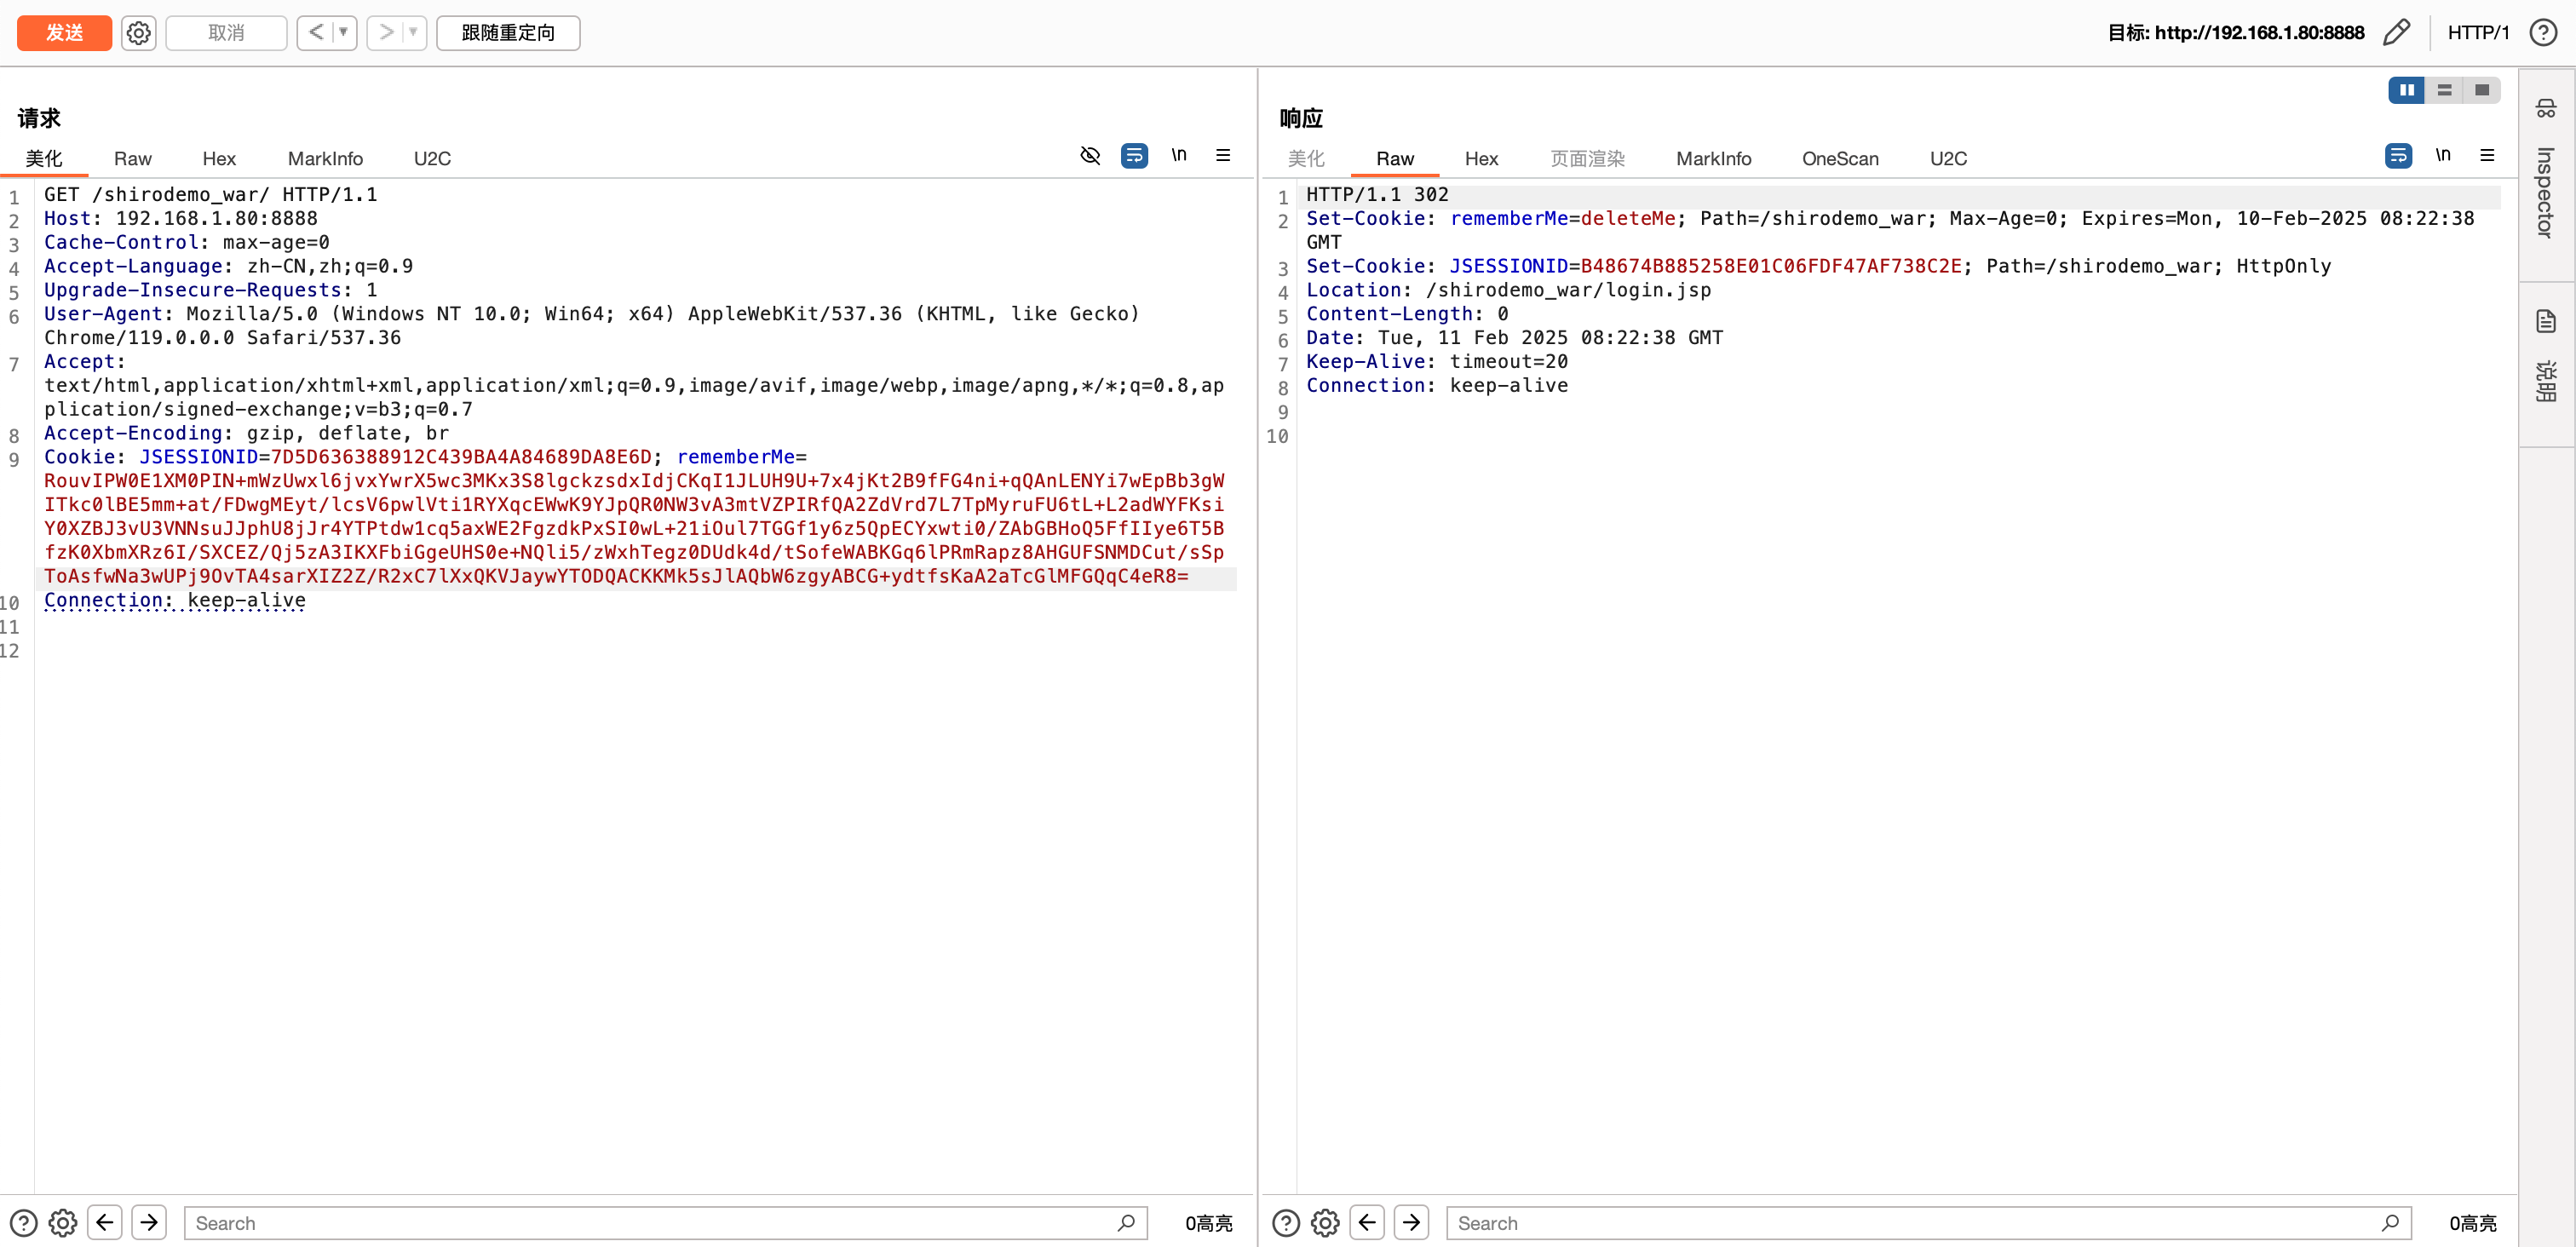 发送
取消
跟随重定向
目标: http://192.168.1.80:8888
HTTP/1
请求
美化 Raw Hex MarkInfo U2C
\n
1 GET /shirodemo_war/ HTTP/1.1
2 Host: 192.168.1.80:8888
3 Cache-Control: max-age=0
4 Accept-Language: zh-CN,zh;q=0.9
5 Upgrade-Insecure-Requests: 1
6 User-Agent: Mozilla/5.0 (Windows NT 10.0; Win64; x64) AppleWebKit/537.36 (KHTML, like Gecko)
Chrome/119.0.0.0 Safari/537.36
7 Accept:
text/html,application/xhtml+xml,application/xml;q=0.9,image/avif,image/webp,image/apng,*/*;q=0.8,ap
plication/signed-exchange;v=b3;q=0.7
8 Accept-Encoding: gzip, deflate, br
9 Cookie: JSESSIONID=7D5D636388912C439BA4A84689DA8E6D; rememberMe=
RouvIPW0E1XM0PIN+mWzUwxl6jvxYwrX5wc3MKx3S8lgckzsdxIdjCKqI1JLUH9U+7x4jKt2B9fFG4ni+qQAnLENYi7wEpBb3gW
ITkc0lBE5mm+at/FDwgMEyt/lcsV6pwlVti1RYXqcEWwK9YJpQR0NW3vA3mtVZPIRfQA2ZdVrd7L7TpMyruFU6tL+L2adWYFKsi
Y0XZBJ3vU3VNNsuJJphU8jJr4YTPtdw1cq5axWE2FgzdkPxSI0wL+21iOul7TGGf1y6z5QpECYxwti0/ZAbGBHoQ5FfIIye6T5B
fzK0XbmXRz6I/SXCEZ/Qj5zA3IKXFbiGgeUHS0e+NQli5/zWxhTegz0DUdk4d/tSofeWABKGq6lPRmRapz8AHGUFSNMDCut/sSp
ToAsfwNa3wUPj9OvTA4sarXIZ2Z/R2xC7lXxQKVJaywYTODQACKKMk5sJlAQbW6zgyABCG+ydtfsKaA2aTcGlMFGQqC4eR8=
10 Connection: keep-alive
11
12
Search
0高亮
响应
美化 Raw Hex 页面渲染 MarkInfo OneScan U2C
\n
1 HTTP/1.1 302
2 Set-Cookie: rememberMe=deleteMe; Path=/shirodemo_war; Max-Age=0; Expires=Mon, 10-Feb-2025 08:22:38
GMT
3 Set-Cookie: JSESSIONID=B48674B885258E01C06FDF47AF738C2E; Path=/shirodemo_war; HttpOnly
4 Location: /shirodemo_war/login.jsp
5 Content-Length: 0
6 Date: Tue, 11 Feb 2025 08:22:38 GMT
7 Keep-Alive: timeout=20
8 Connection: keep-alive
9
10
Search
0高亮
Inspector
说明